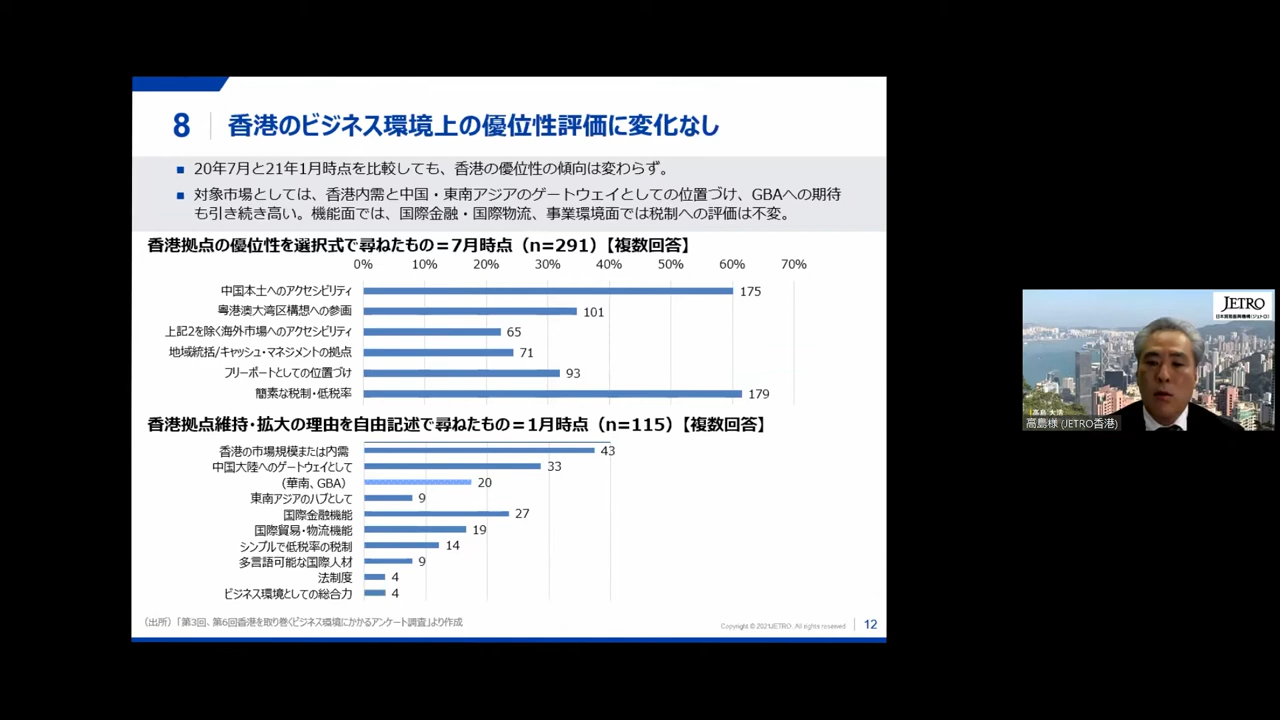 8
香港のビジネス環境上の優位性評価に変化なし
■ 20年7月と21年1月時点を比較しても、香港の優位性の傾向は変わらず。
■ 対象市場としては、香港内需と中国・東南アジアのゲートウェイとしての位置づけ、GBAへの期待
も引き続き高い。機能面では、国際金融・国際物流、事業環境面では税制への評価は不変。
香港拠点の優位性を選択式で尋ねたもの＝7月時点（n=291）【複数回答】
0% 10% 20% 30% 40% 50% 60% 70%
中国本土へのアクセシビリティ 175
粤港澳大湾区構想への参画 101
上記2を除く海外市場へのアクセシビリティ 65
地域統括/キャッシュ・マネジメントの拠点 71
フリーポートとしての位置づけ 93
簡素な税制・低税率 179
香港拠点維持・拡大の理由を自由記述で尋ねたもの＝1月時点（n=115）【複数回答】
香港の市場規模または内需 43
中国大陸へのゲートウェイとして 33
（華南、GBA） 20
東南アジアのハブとして 9
国際金融機能 27
国際貿易・物流機能 19
シンプルで低税率の税制 14
多言語可能な国際人材 9
法制度 4
ビジネス環境としての総合力 4
（出所）「第3回、第6回香港を取り巻くビジネス環境にかかるアンケート調査」より作成
Copyright © 2021JETRO. All rights reserved
12
JETRO
日本貿易振興機構(ジェトロ)
高島 大浩
高島様 (JETRO香港)